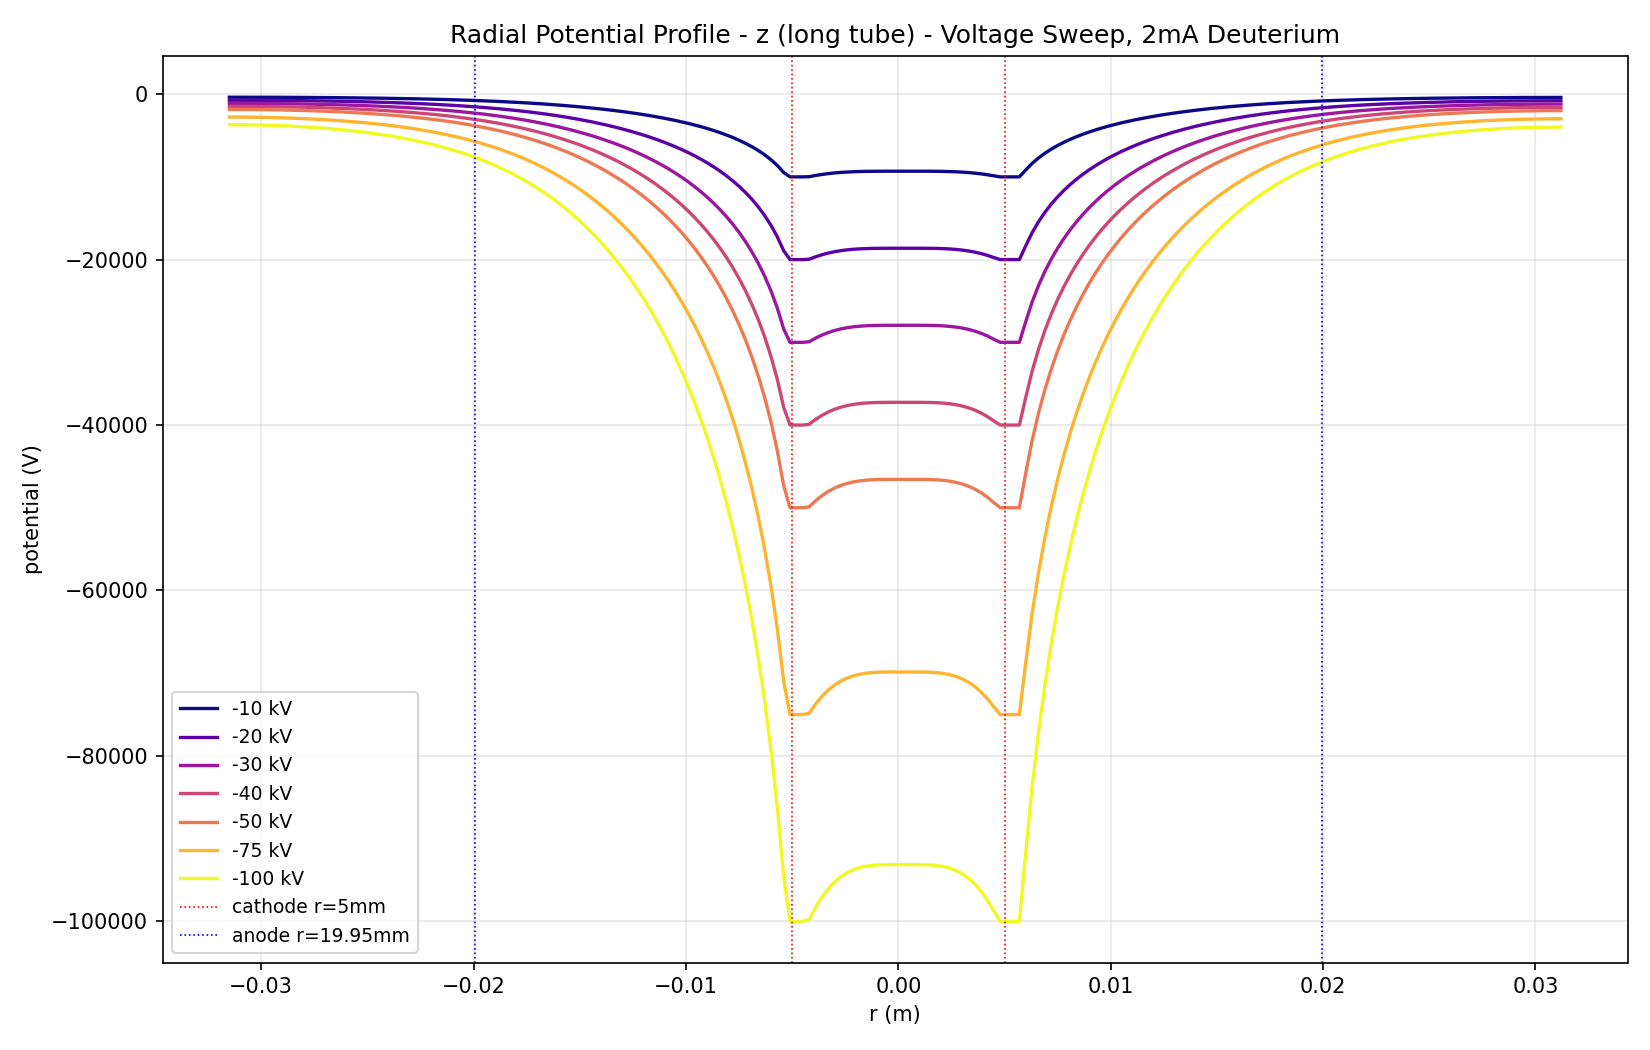 Radial Potential Profile - z (long tube) - Voltage Sweep, 2mA Deuterium
potential (V)
0
−20000
−40000
−60000
−80000
−100000
-10 kV
-20 kV
-30 kV
-40 kV
-50 kV
-75 kV
-100 kV
cathode r=5mm
anode r=19.95mm
−0.03
−0.02
−0.01
0.00
0.01
0.02
0.03
r (m)